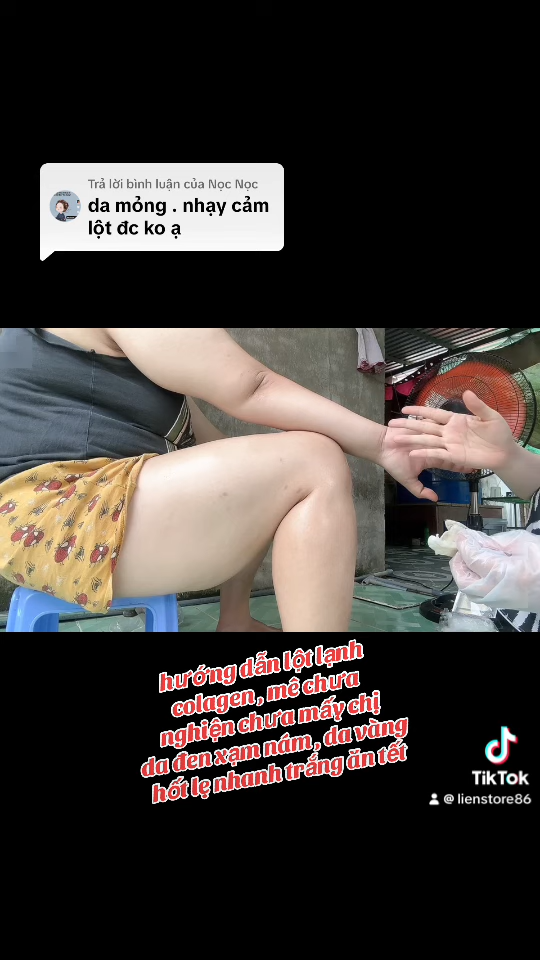 Trả lời bình luận của Nọc Nọc
da mỏng . nhạy cảm
lột đc ko ạ
hướng dẫn lột lạnh
colagen , mê chưa
nghiện chưa mấy chị
da đen xạm nám , da vàng
hốt lẹ nhanh trắng ăn tết
TikTok
@ lienstore86